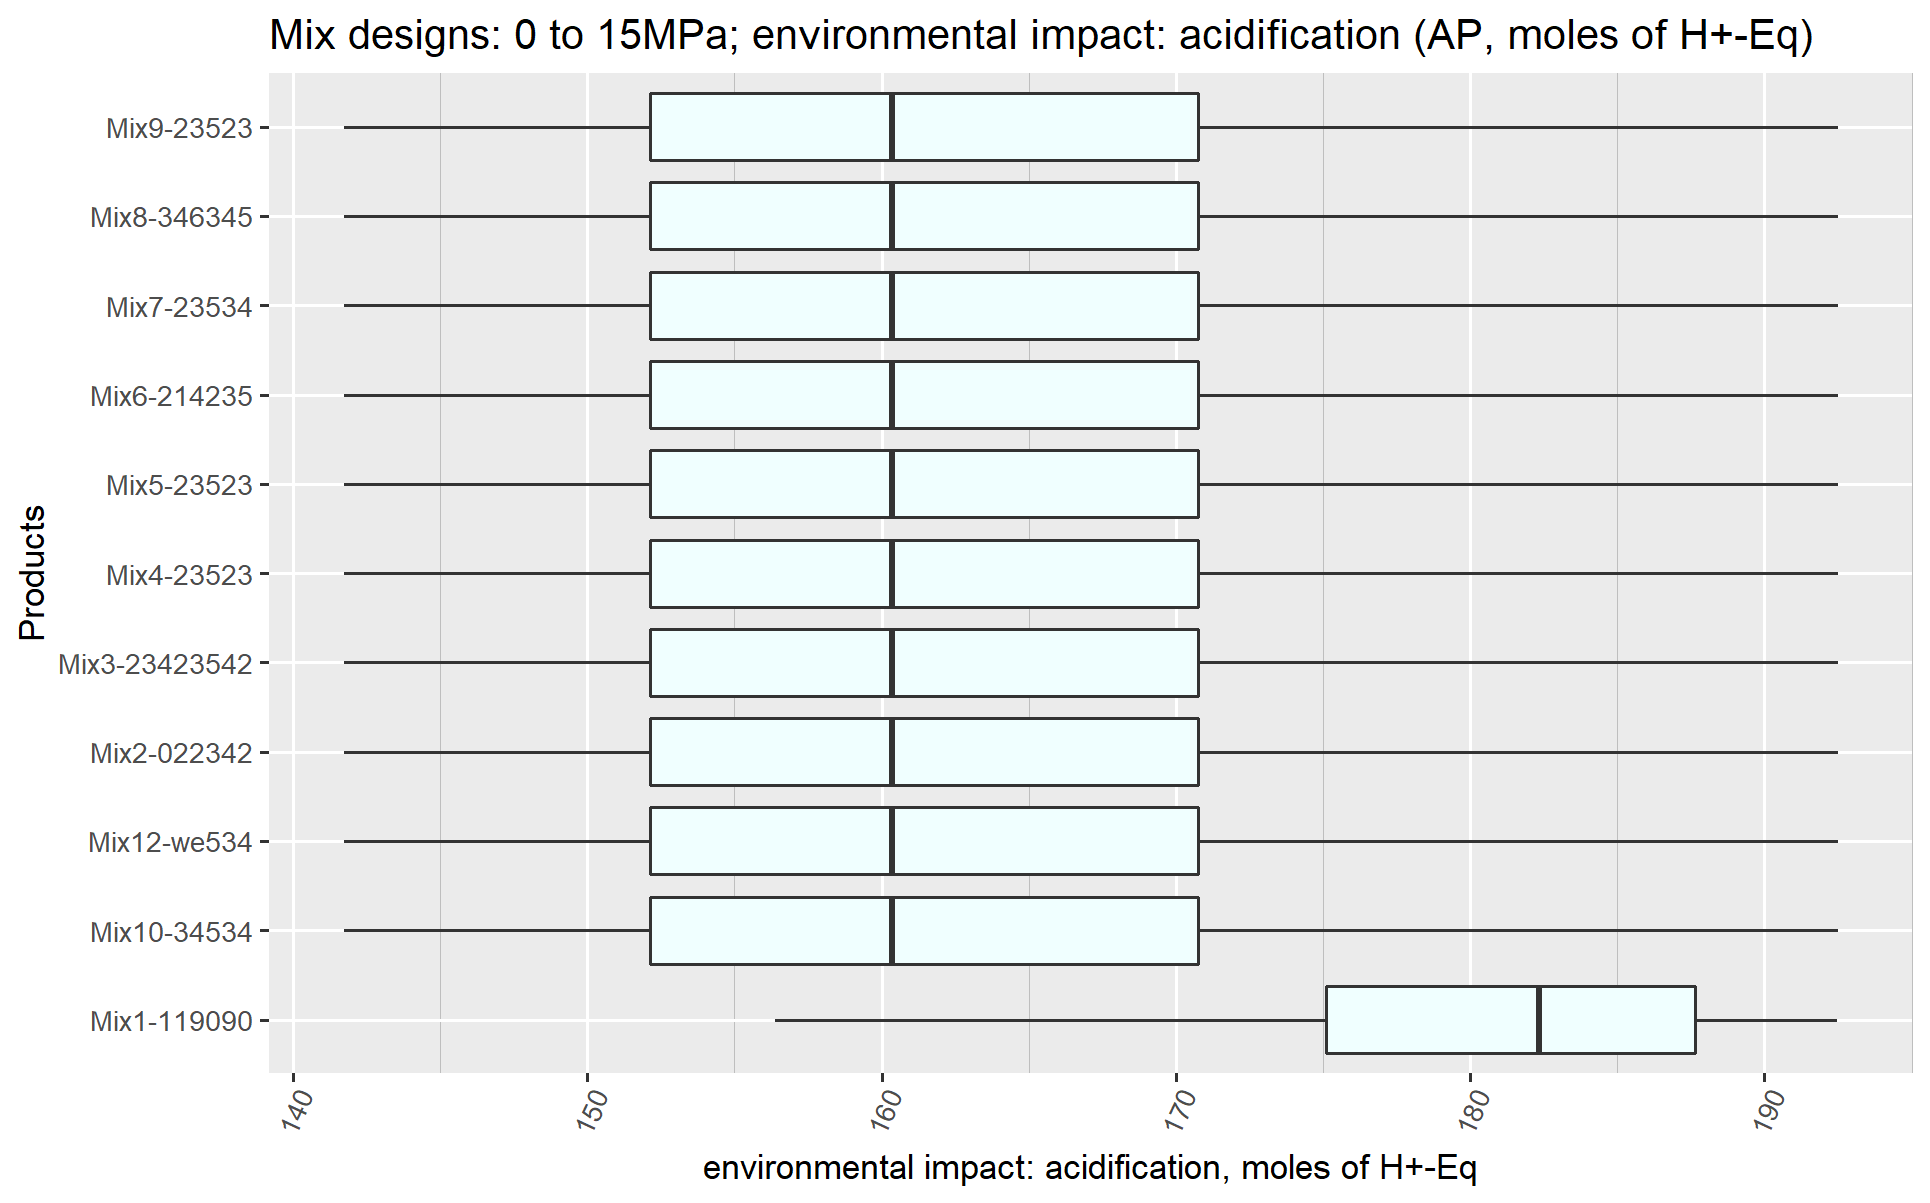 Mix designs: 0 to 15MPa; environmental impact: acidification (AP, moles of H+-Eq)
Products
Mix9-23523
Mix8-346345
Mix7-23534
Mix6-214235
Mix5-23523
Mix4-23523
Mix3-23423542
Mix2-022342
Mix12-we534
Mix10-34534
Mix1-119090
140 150 160 170 180 190
environmental impact: acidification, moles of H+-Eq